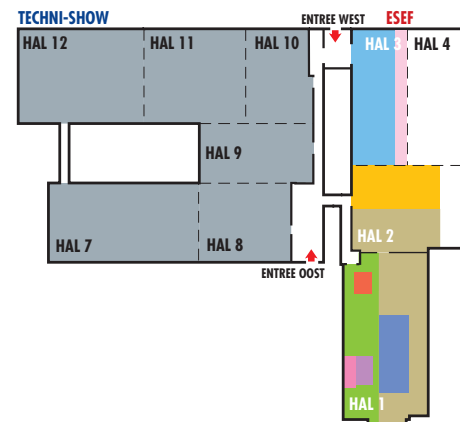 TECHNI-SHOW
ENTREE WEST
ESEF
HAL 12
HAL 11
HAL 10
HAL 3
HAL 4
HAL 9
HAL 7
HAL 8
HAL 2
ENTREE OOST
HAL 1